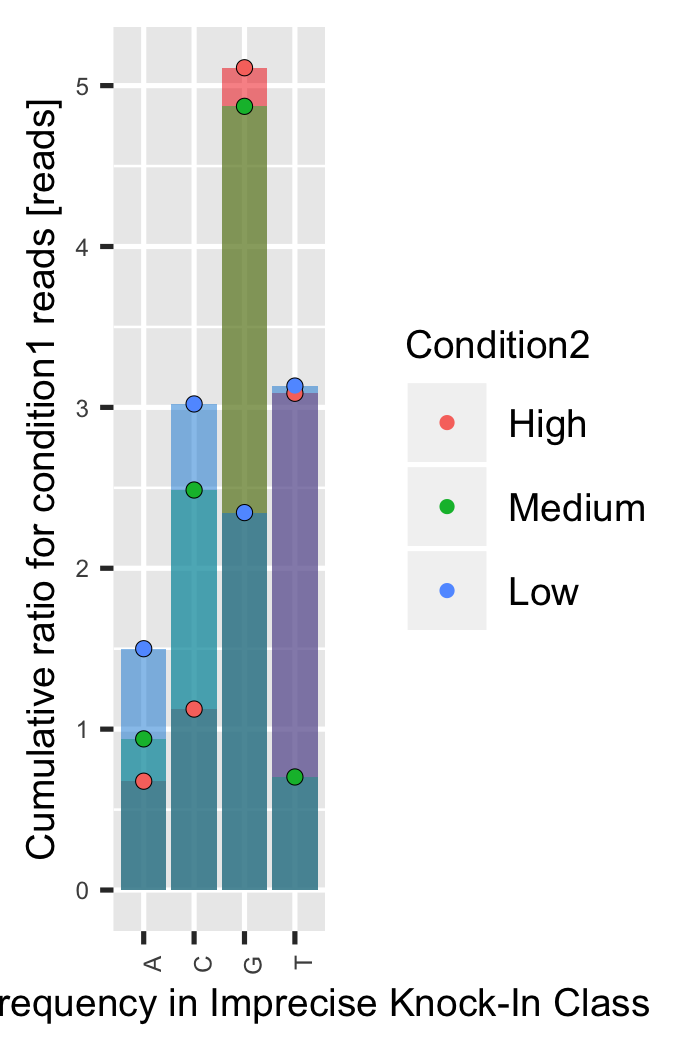 Cumulative ratio for condition1 reads [reads]
5
4
3
2
1
0
A
C
G
T
requency in Imprecise Knock-In Class
Condition2
High
Medium
Low